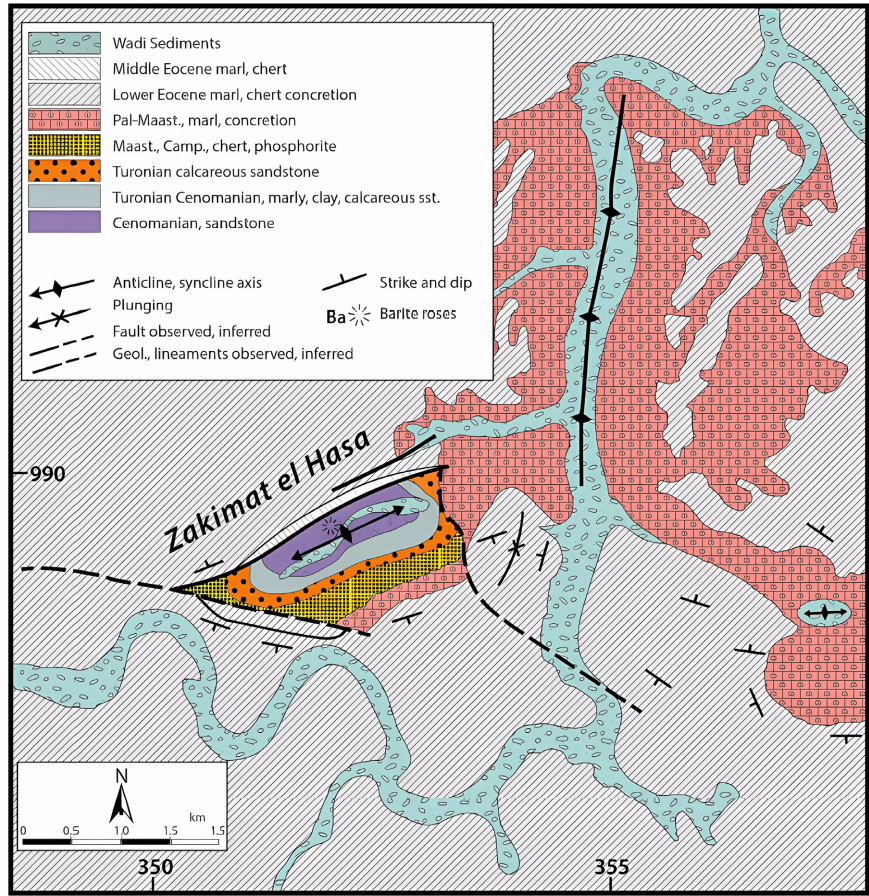 Wadi Sediments
Middle Eocene marl, chert
Lower Eocene marl, chert concretion
Pal-Maast., marl, concretion
Maast., Camp., chert, phosphorite
Turonian calcareous sandstone
Turonian Cenomanian, marly, clay, calcareous sst.
Cenomanian, sandstone
Anticline, syncline axis
Plunging
Fault observed, inferred
Geol., lineaments observed, inferred
Strike and dip
Ba Barite roses
990
Zakimat el Hasa
N
km
0 0.5 1.0 1.5 1.5
350
355